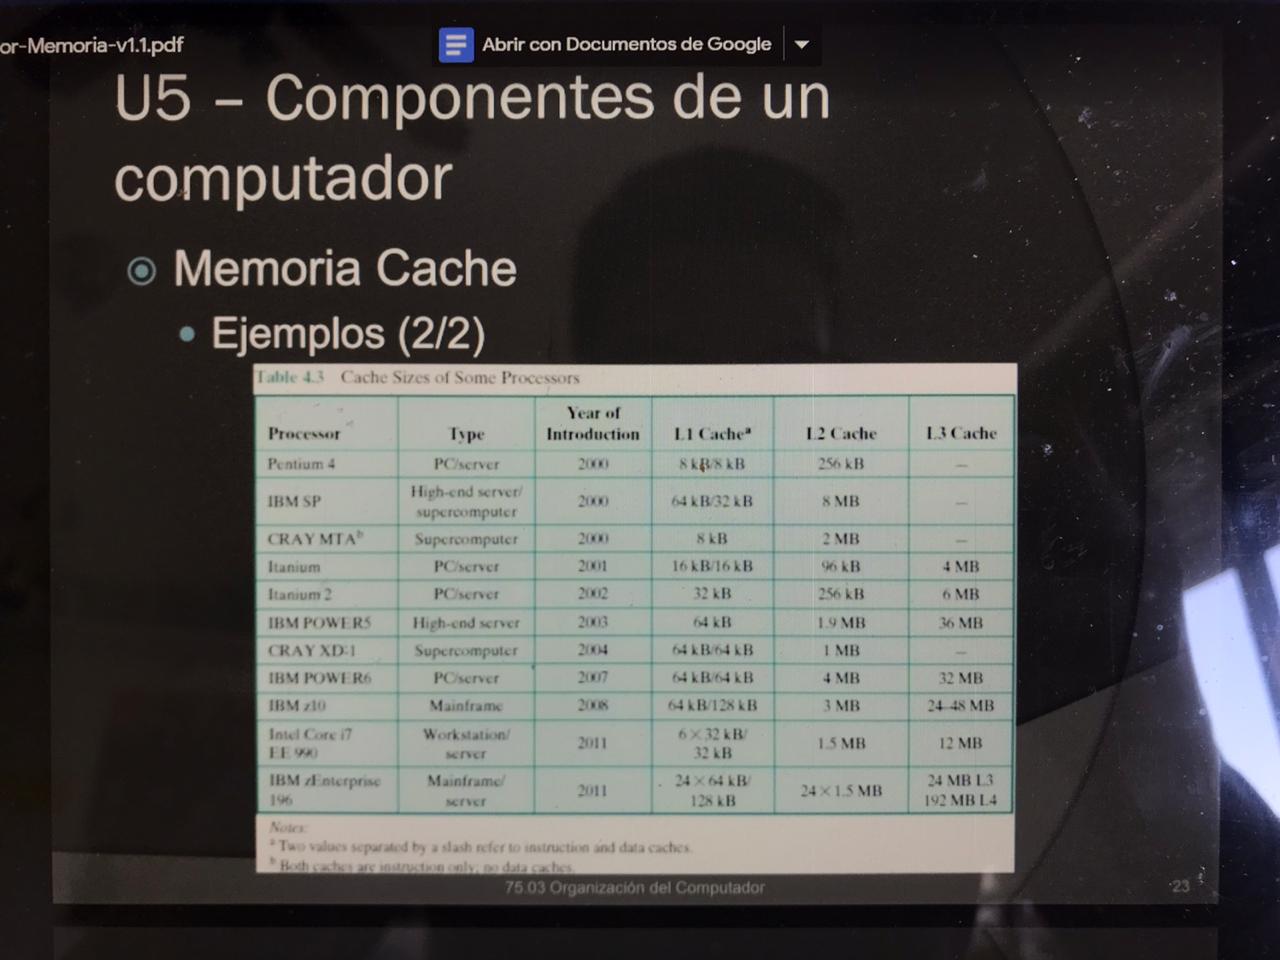 or-Memoria-v1.1.pdf
Abrir con Documentos de Google
U5 – Componentes de un
computador
Memoria Cache
Ejemplos (2/2)
Table 4.3 Cache Sizes of Some Processors
Processor Type Year of Introduction L1 Cacheᵃ L2 Cache L3 Cache
Pentium 4 PC/server 2000 8 kB/8 kB 256 kB —
IBM SP High-end server/ supercomputer 2000 64 kB/32 kB 8 MB —
CRAY MTAᵇ Supercomputer 2000 8 kB 2 MB —
Itanium PC/server 2001 16 kB/16 kB 96 kB 4 MB
Itanium 2 PC/server 2002 32 kB 256 kB 6 MB
IBM POWER5 High-end server 2003 64 kB 1.9 MB 36 MB
CRAY XD-1 Supercomputer 2004 64 kB/64 kB 1 MB —
IBM POWER6 PC/server 2007 64 kB/64 kB 4 MB 32 MB
IBM z10 Mainframe 2008 64 kB/128 kB 3 MB 24-48 MB
Intel Core i7 EE 990 Workstation/ server 2011 6 × 32 kB/ 32 kB 1.5 MB 12 MB
IBM zEnterprise 196 Mainframe/ server 2011 24 × 64 kB/ 128 kB 24 × 1.5 MB 24 MB L3 192 MB L4
Notes:
ᵃ Two values separated by a slash refer to instruction and data caches.
ᵇ Both caches are instruction only; no data caches.
75.03 Organización del Computador
23